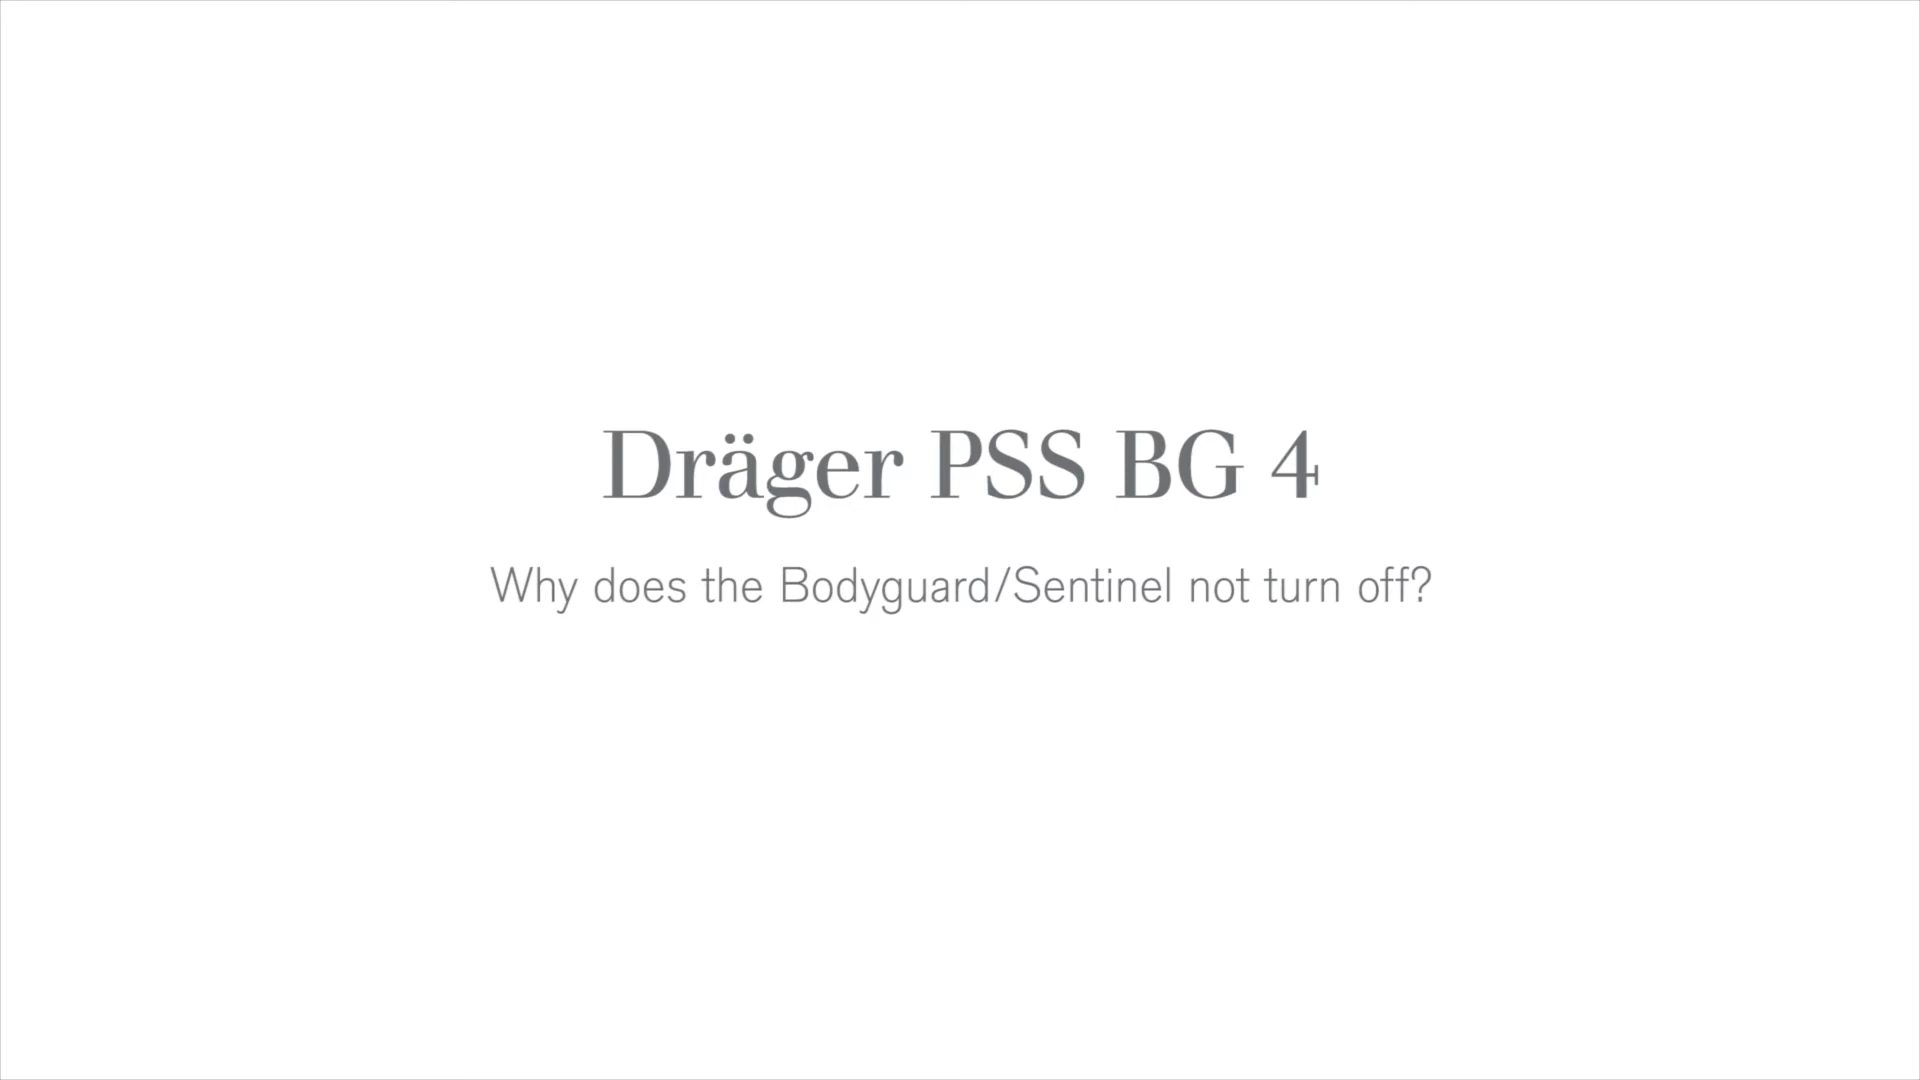 Dräger PSS BG 4
Why does the Bodyguard/Sentinel not turn off?